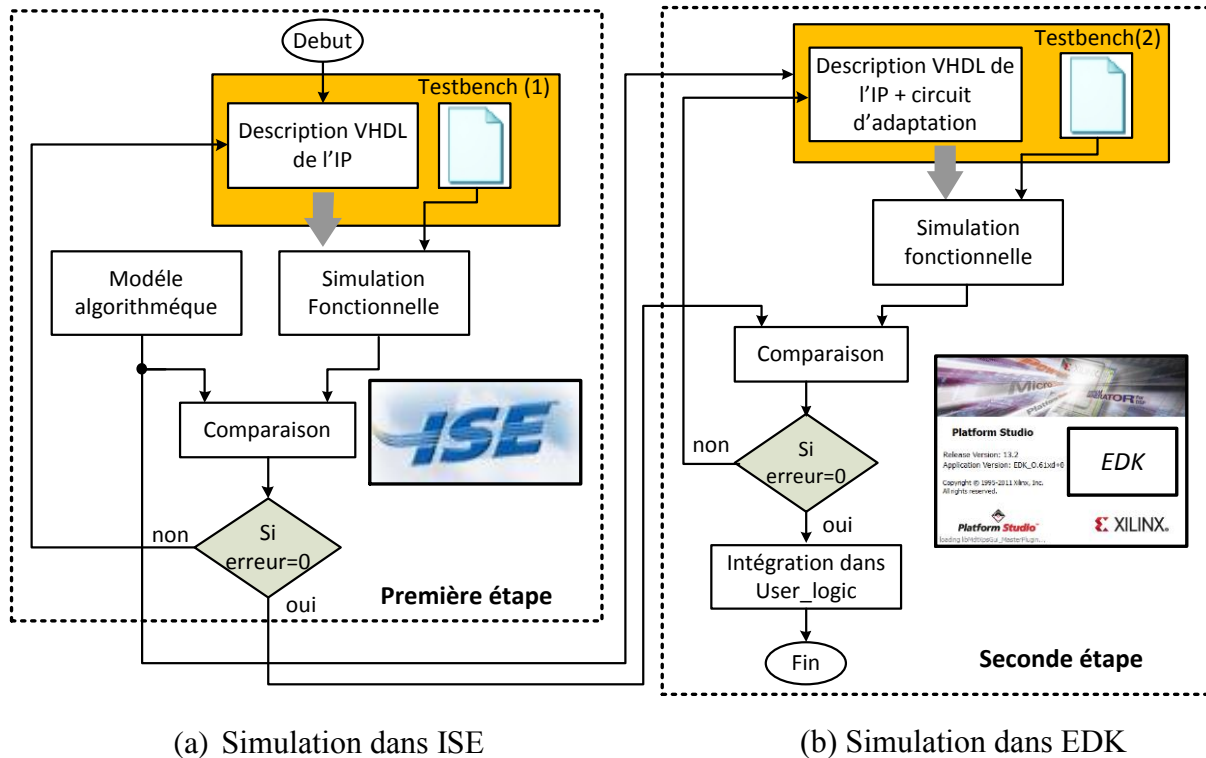 Debut
Testbench (1)
Description VHDL
de l'IP
Modéle
algorithméque
Simulation
Fonctionnelle
Comparaison
ISE
non
Si
erreur=0
oui
Première étape
Testbench(2)
Description VHDL de
l'IP + circuit
d'adaptation
Simulation
fonctionnelle
Comparaison
non
Si
erreur=0
oui
Intégration dans
User_logic
Fin
Micro
Platform Studio
Release Version: 13.2
Copyright © 1995-2011 Xilinx, Inc.
All rights reserved.
EDK
Platform Studio
XILINX
Seconde étape
(a) Simulation dans ISE
(b) Simulation dans EDK